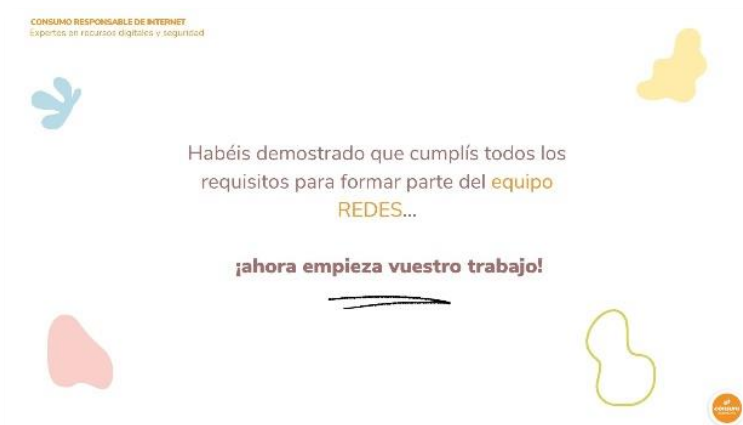 CONSUMO RESPONSABLE DE INTERNET
Expertos en recursos digitales y seguridad
Habéis demostrado que cumplís todos los
requisitos para formar parte del equipo
REDES...
¡ahora empieza vuestro trabajo!
consumo